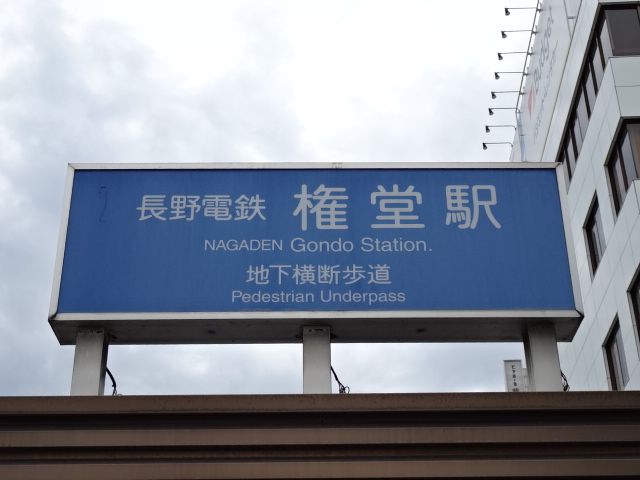 長野電鉄 権堂駅
NAGADEN Gondo Station.
地下横断歩道
Pedestrian Underpass